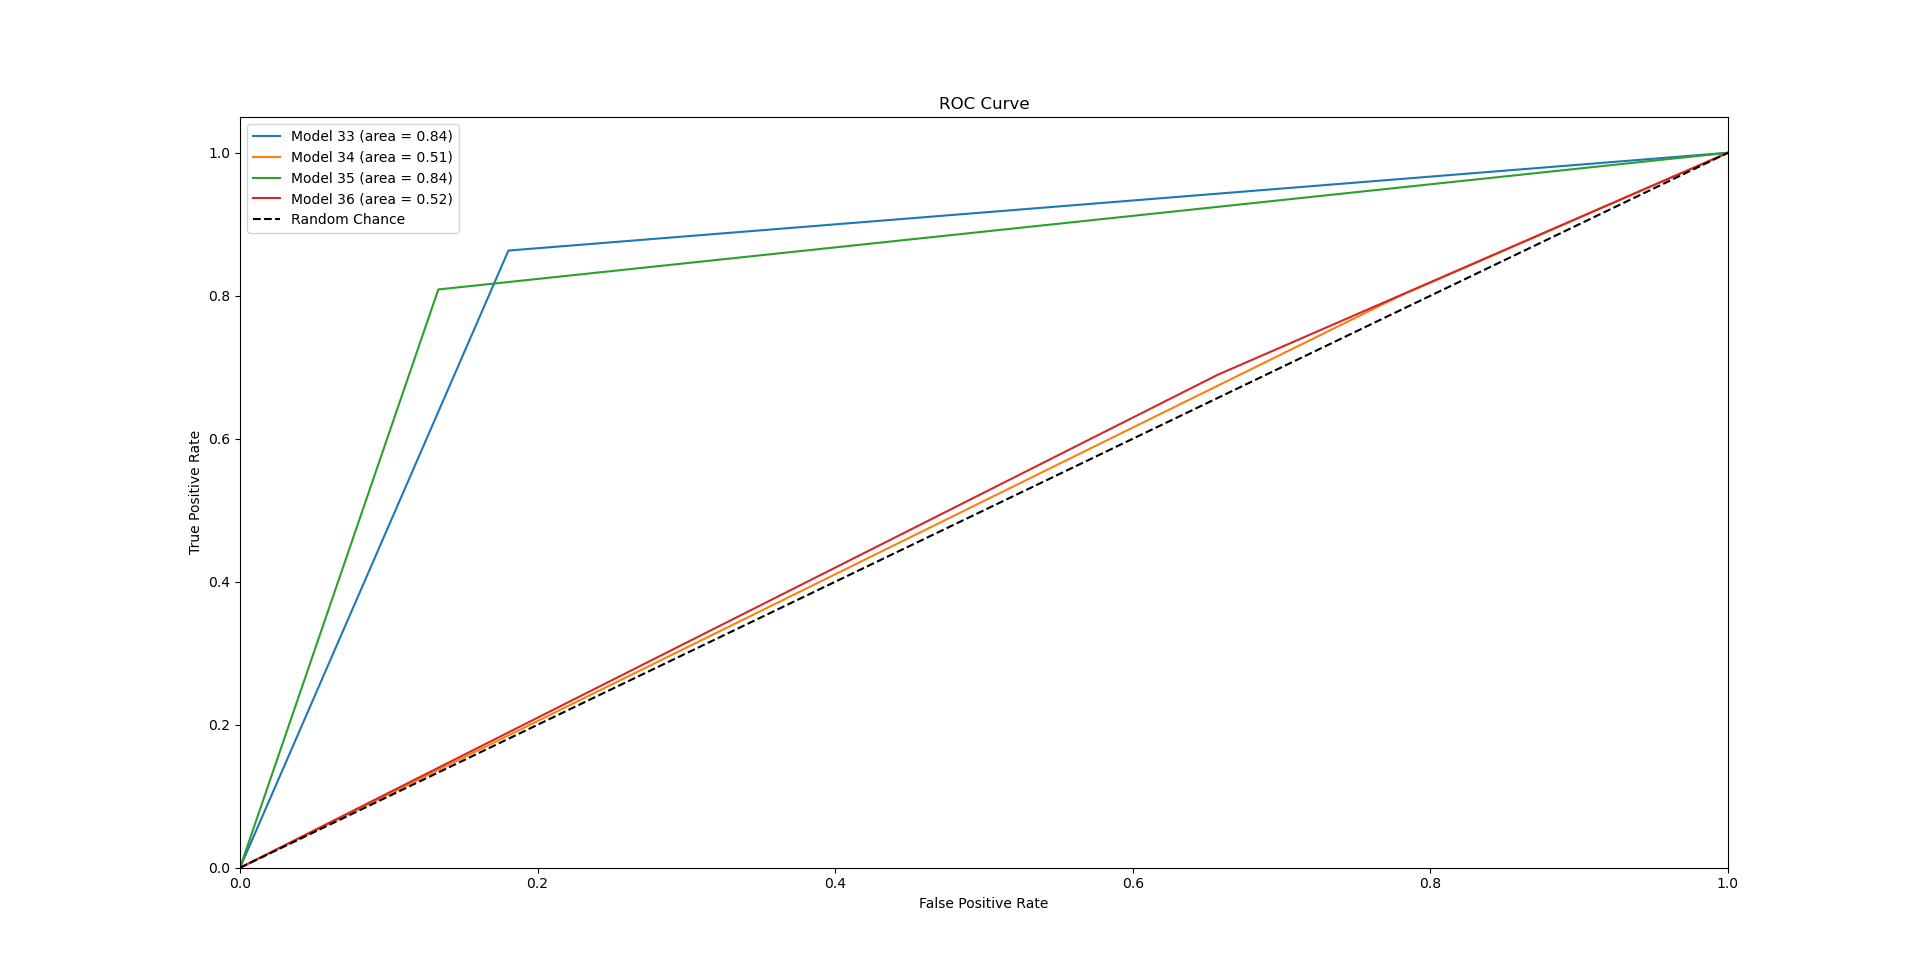 ROC Curve
Model 33 (area = 0.84)
Model 34 (area = 0.51)
Model 35 (area = 0.84)
Model 36 (area = 0.52)
Random Chance
1.0
0.8
0.6
0.4
0.2
0.0
True Positive Rate
0.0 0.2 0.4 0.6 0.8 1.0
False Positive Rate